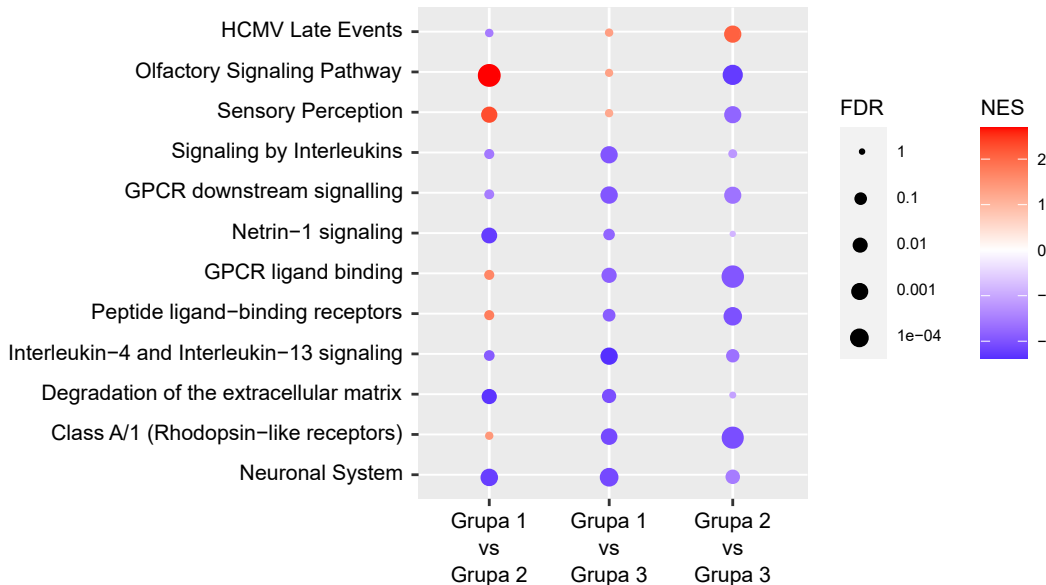 HCMV Late Events
Olfactory Signaling Pathway
Sensory Perception
Signaling by Interleukins
GPCR downstream signalling
Netrin−1 signaling
GPCR ligand binding
Peptide ligand−binding receptors
Interleukin−4 and Interleukin−13 signaling
Degradation of the extracellular matrix
Class A/1 (Rhodopsin−like receptors)
Neuronal System
Grupa 1
vs
Grupa 2
Grupa 1
vs
Grupa 3
Grupa 2
vs
Grupa 3
FDR
1
0.1
0.01
0.001
1e−04
NES
2
1
0
−
−